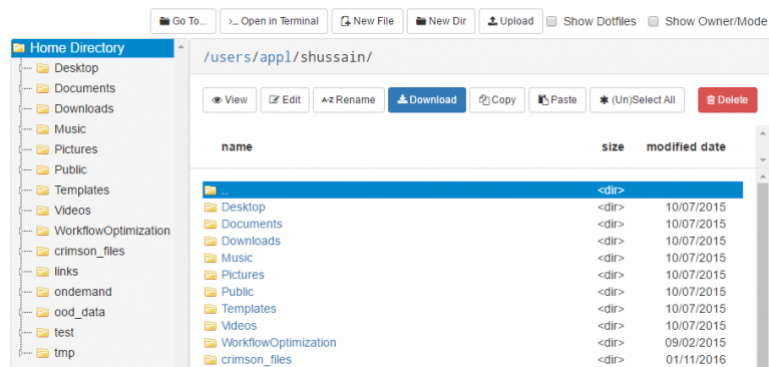 Go To... >_ Open in Terminal New File New Dir Upload Show Dotfiles Show Owner/Mode
Home Directory
Desktop
Documents
Downloads
Music
Pictures
Public
Templates
Videos
WorkflowOptimization
crimson_files
links
ondemand
ood_data
test
tmp
/users/appl/shussain/
View Edit A-Z Rename Download Copy Paste (Un)Select All Delete
name size modified date
.. <dir>
Desktop <dir> 10/07/2015
Documents <dir> 10/07/2015
Downloads <dir> 10/07/2015
Music <dir> 10/07/2015
Pictures <dir> 10/07/2015
Public <dir> 10/07/2015
Templates <dir> 10/07/2015
Videos <dir> 10/07/2015
WorkflowOptimization <dir> 09/02/2015
crimson_files <dir> 01/11/2016